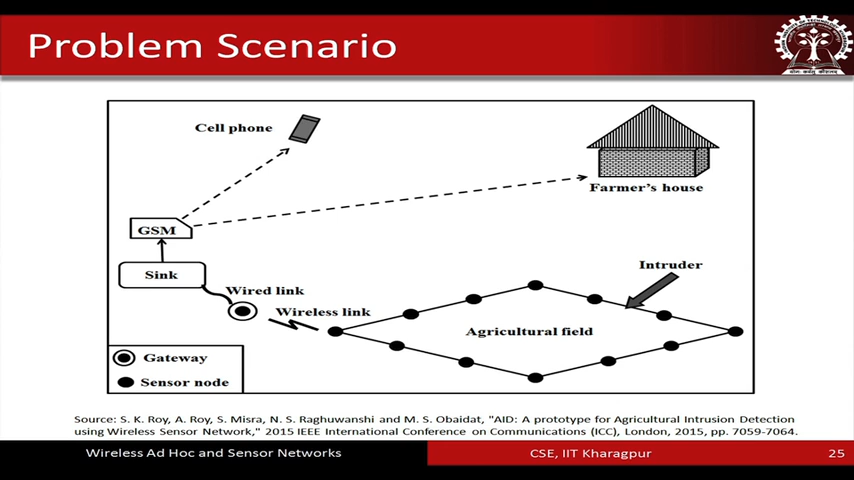 Problem Scenario
Cell phone
Farmer's house
GSM
Sink
Intruder
Wired link
Wireless link
Agricultural field
Gateway
Sensor node
Source: S. K. Roy, A. Roy, S. Misra, N. S. Raghuwanshi and M. S. Obaidat, "AID: A prototype for Agricultural Intrusion Detection
using Wireless Sensor Network," 2015 IEEE International Conference on Communications (ICC), London, 2015, pp. 7059-7064.
Wireless Ad Hoc and Sensor Networks
CSE, IIT Kharagpur
25